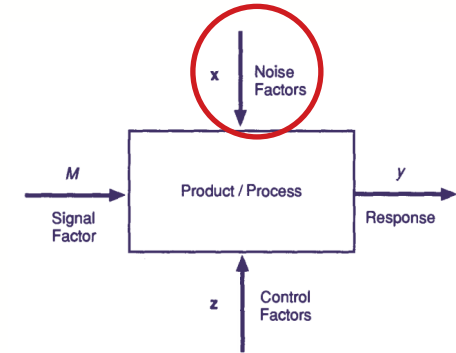 x
Noise
Factors
M
Signal
Factor
Product / Process
y
Response
z
Control
Factors